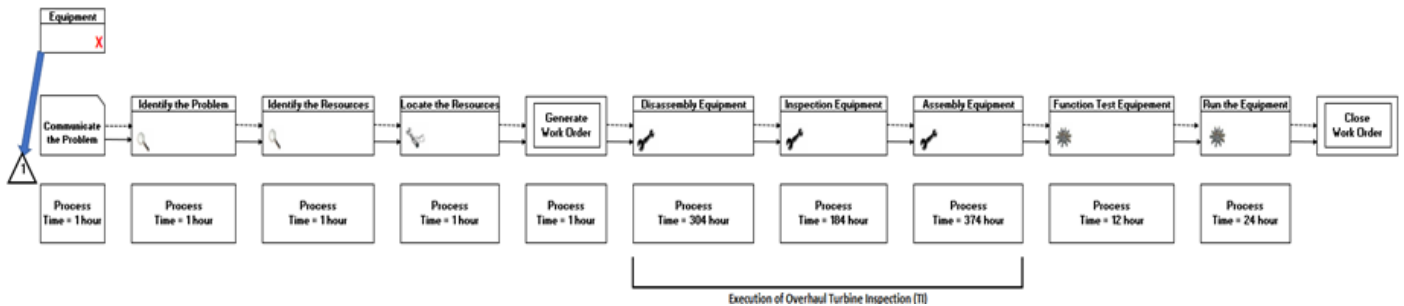 Equipment
X
1
Communicate
the Problem
Identify the Problem
Identify the Resources
Locate the Resources
Generate
Work Order
Disassembly Equipment
Inspection Equipment
Assembly Equipment
Function Test Equipement
Run the Equipment
Close
Work Order
Process
Time = 1 hour
Process
Time = 1 hour
Process
Time = 1 hour
Process
Time = 1 hour
Process
Time = 1 hour
Process
Time = 304 hour
Process
Time = 184 hour
Process
Time = 374 hour
Process
Time = 12 hour
Process
Time = 24 hour
Execution of Overhaul Turbine Inspection (TI)